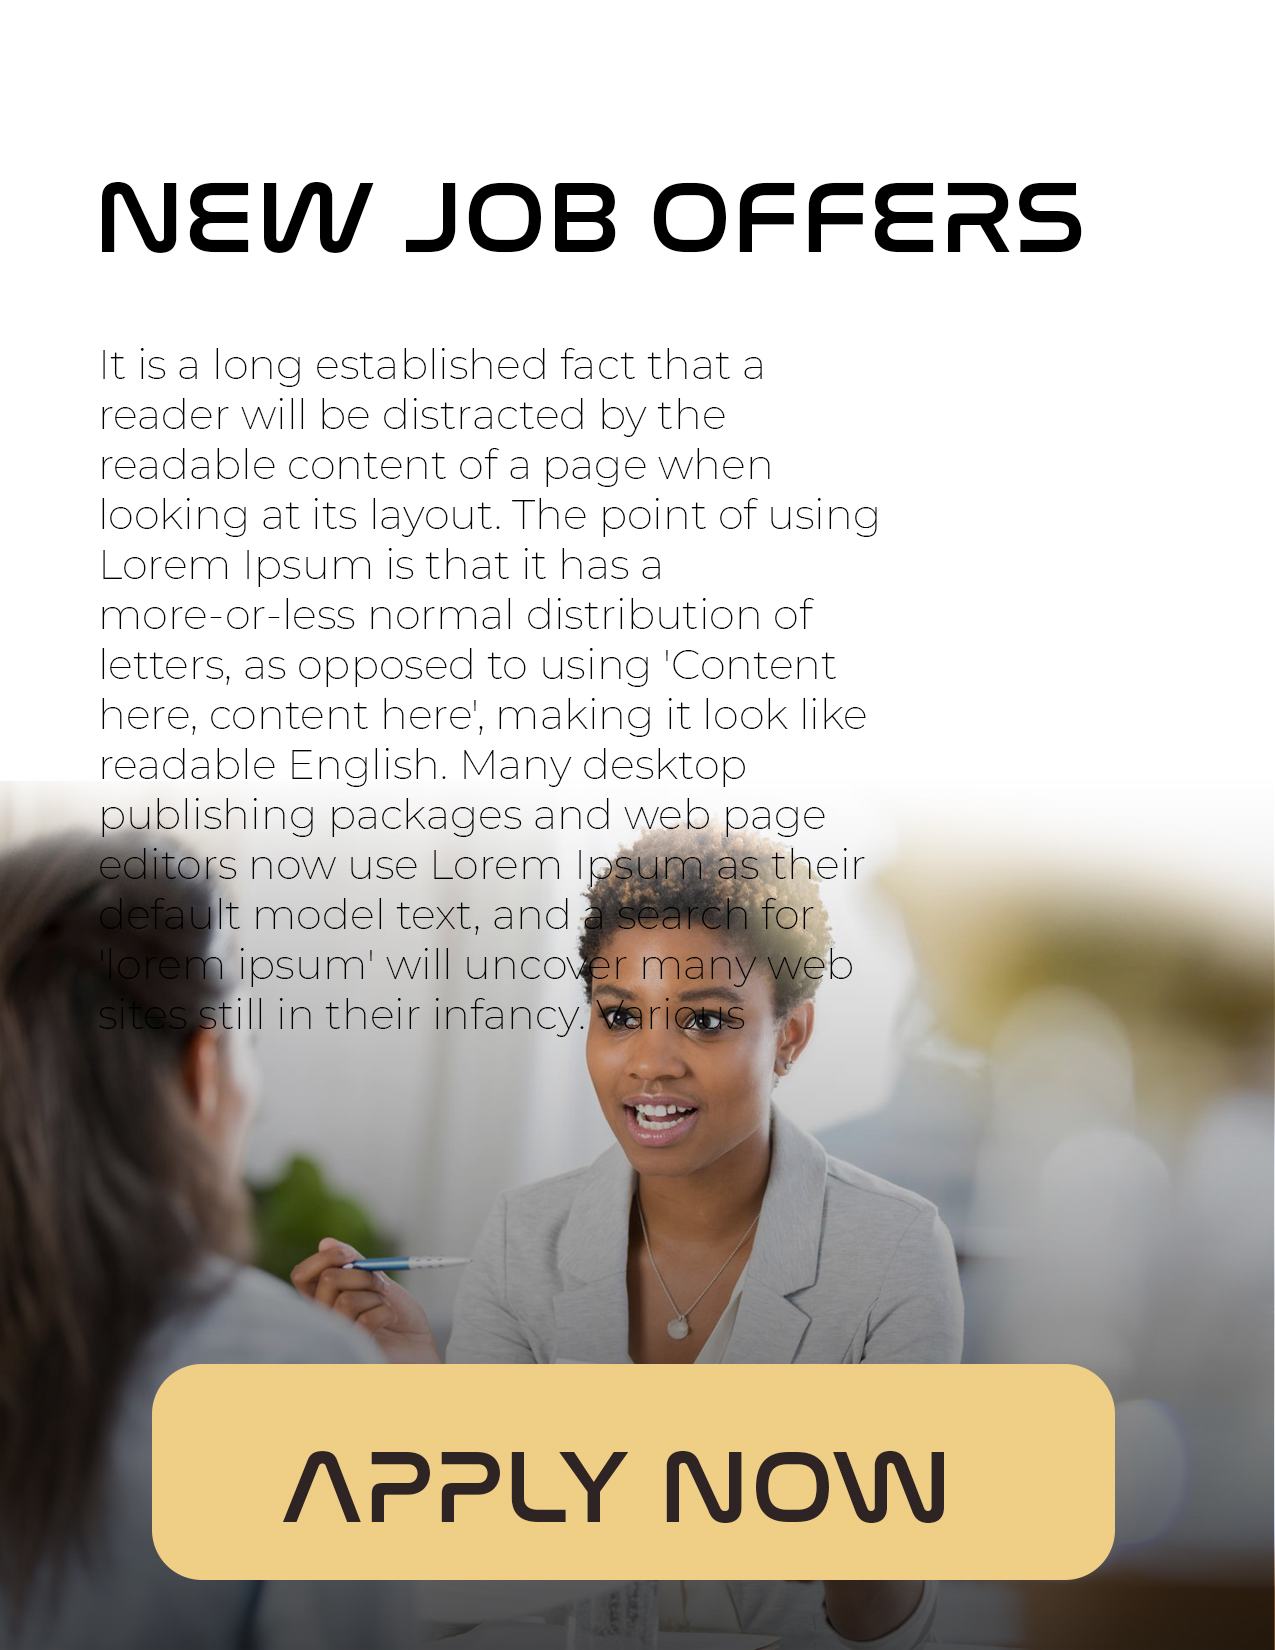 NEW JOB OFFERS
It is a long established fact that a
reader will be distracted by the
readable content of a page when
looking at its layout. The point of using
Lorem Ipsum is that it has a
more-or-less normal distribution of
letters, as opposed to using 'Content
here, content here', making it look like
readable English. Many desktop
publishing packages and web page
editors now use Lorem Ipsum as their
default model text, and a search for
'lorem ipsum' will uncover many web
sites still in their infancy. Various
APPLY NOW